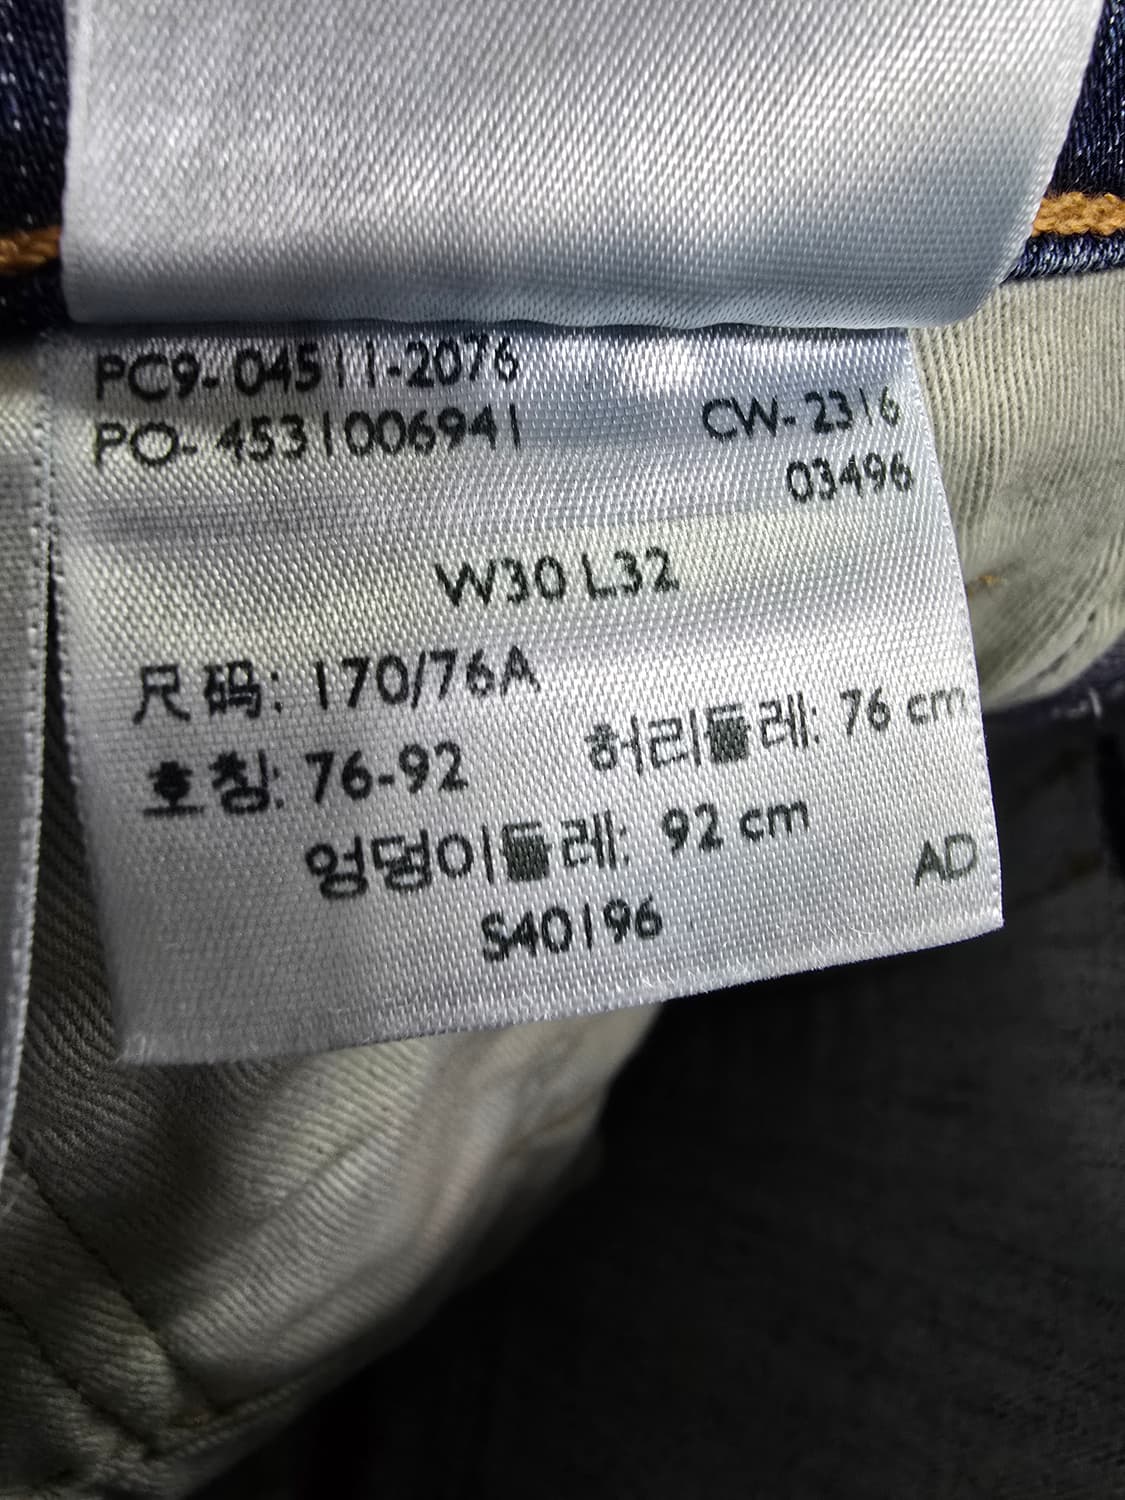 PC9-04511-2076
PO-4531006941 CW-2316
03496
W30 L32
尺码: 170/76A
호칭: 76-92 허리둘레: 76 cm
엉덩이둘레: 92 cm
AD
S40196